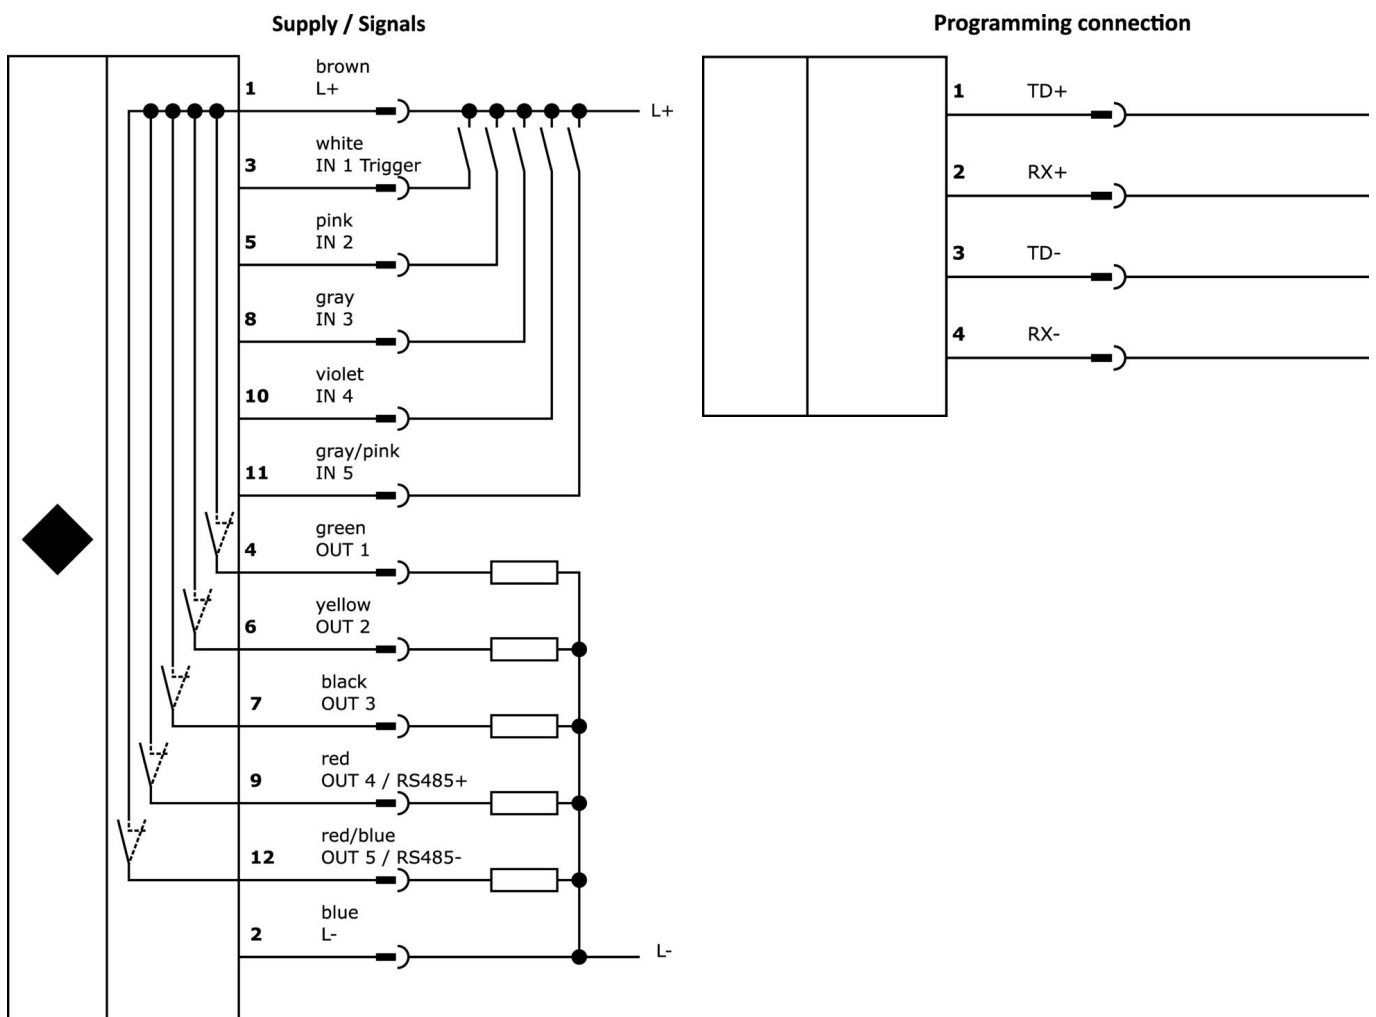 Supply / Signals
brown
1 L+
L+
white
3 IN 1 Trigger
pink
5 IN 2
gray
8 IN 3
violet
10 IN 4
gray/pink
11 IN 5
green
4 OUT 1
yellow
6 OUT 2
black
7 OUT 3
red
9 OUT 4 / RS485+
red/blue
12 OUT 5 / RS485-
blue
2 L-
L-
Programming connection
1 TD+
2 RX+
3 TD-
4 RX-